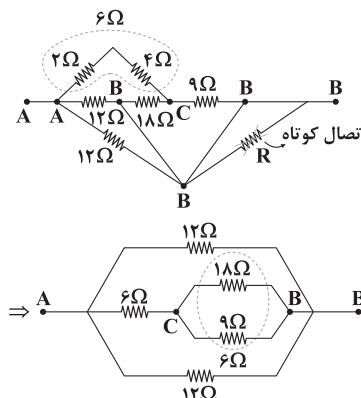 ۶Ω
۲Ω ۴Ω
B ۹Ω B B
A A ۱۲Ω ۱۸Ω C
۱۲Ω R اتصال کوتاه
B
۱۲Ω
۱۸Ω
A ۶Ω B B
⇒ C ۹Ω
۶Ω
۱۲Ω